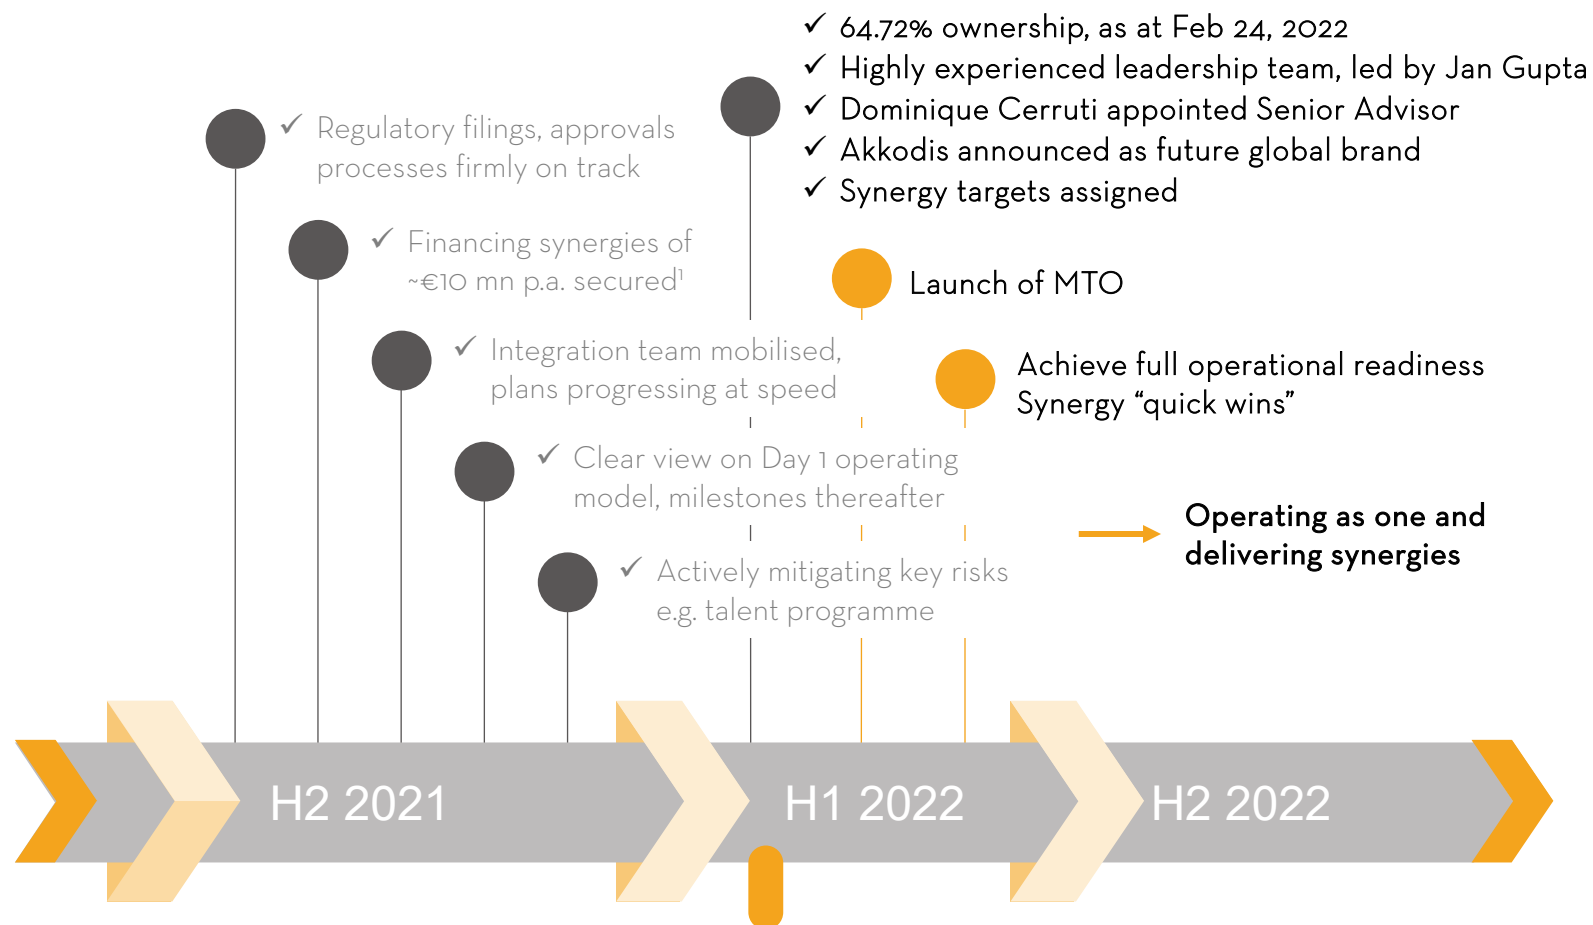 ✓ 64.72% ownership, as at Feb 24, 2022
✓ Highly experienced leadership team, led by Jan Gupta
✓ Dominique Cerruti appointed Senior Advisor
✓ Akkodis announced as future global brand
✓ Synergy targets assigned
✓ Regulatory filings, approvals
processes firmly on track
✓ Financing synergies of
~€10 mn p.a. secured¹
Launch of MTO
✓ Integration team mobilised,
plans progressing at speed
Achieve full operational readiness
Synergy “quick wins”
✓ Clear view on Day 1 operating
model, milestones thereafter
Operating as one and
delivering synergies
✓ Actively mitigating key risks
e.g. talent programme
H2 2021
H1 2022
H2 2022